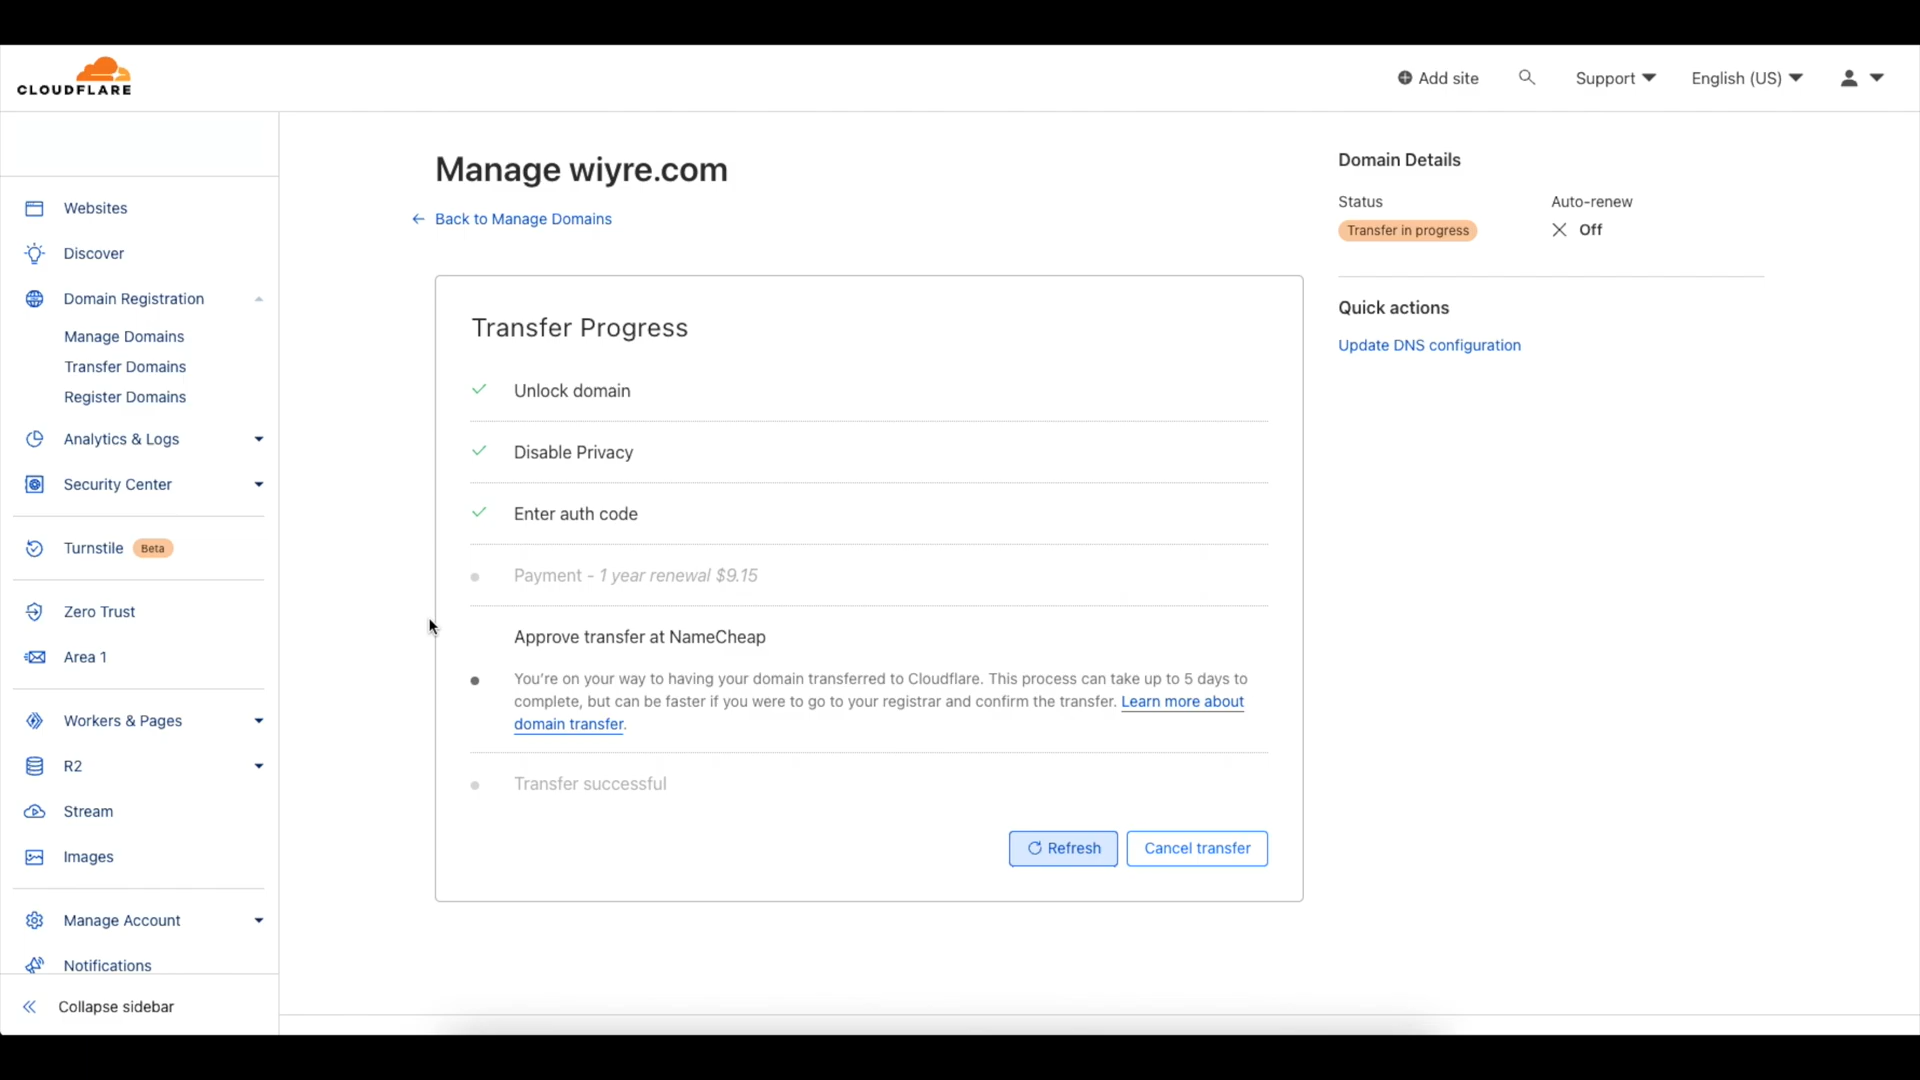 CLOUDFLARE
Add site
Support
English (US)
Websites
Discover
Domain Registration
Manage Domains
Transfer Domains
Register Domains
Analytics & Logs
Security Center
Turnstile Beta
Zero Trust
Area 1
Workers & Pages
R2
Stream
Images
Manage Account
Notifications
Collapse sidebar
Manage wiyre.com
← Back to Manage Domains
Transfer Progress
Unlock domain
Disable Privacy
Enter auth code
Payment - 1 year renewal $9.15
Approve transfer at NameCheap
You’re on your way to having your domain transferred to Cloudflare. This process can take up to 5 days to
complete, but can be faster if you were to go to your registrar and confirm the transfer. Learn more about
domain transfer.
Transfer successful
Refresh
Cancel transfer
Domain Details
Status
Auto-renew
Transfer in progress
Off
Quick actions
Update DNS configuration